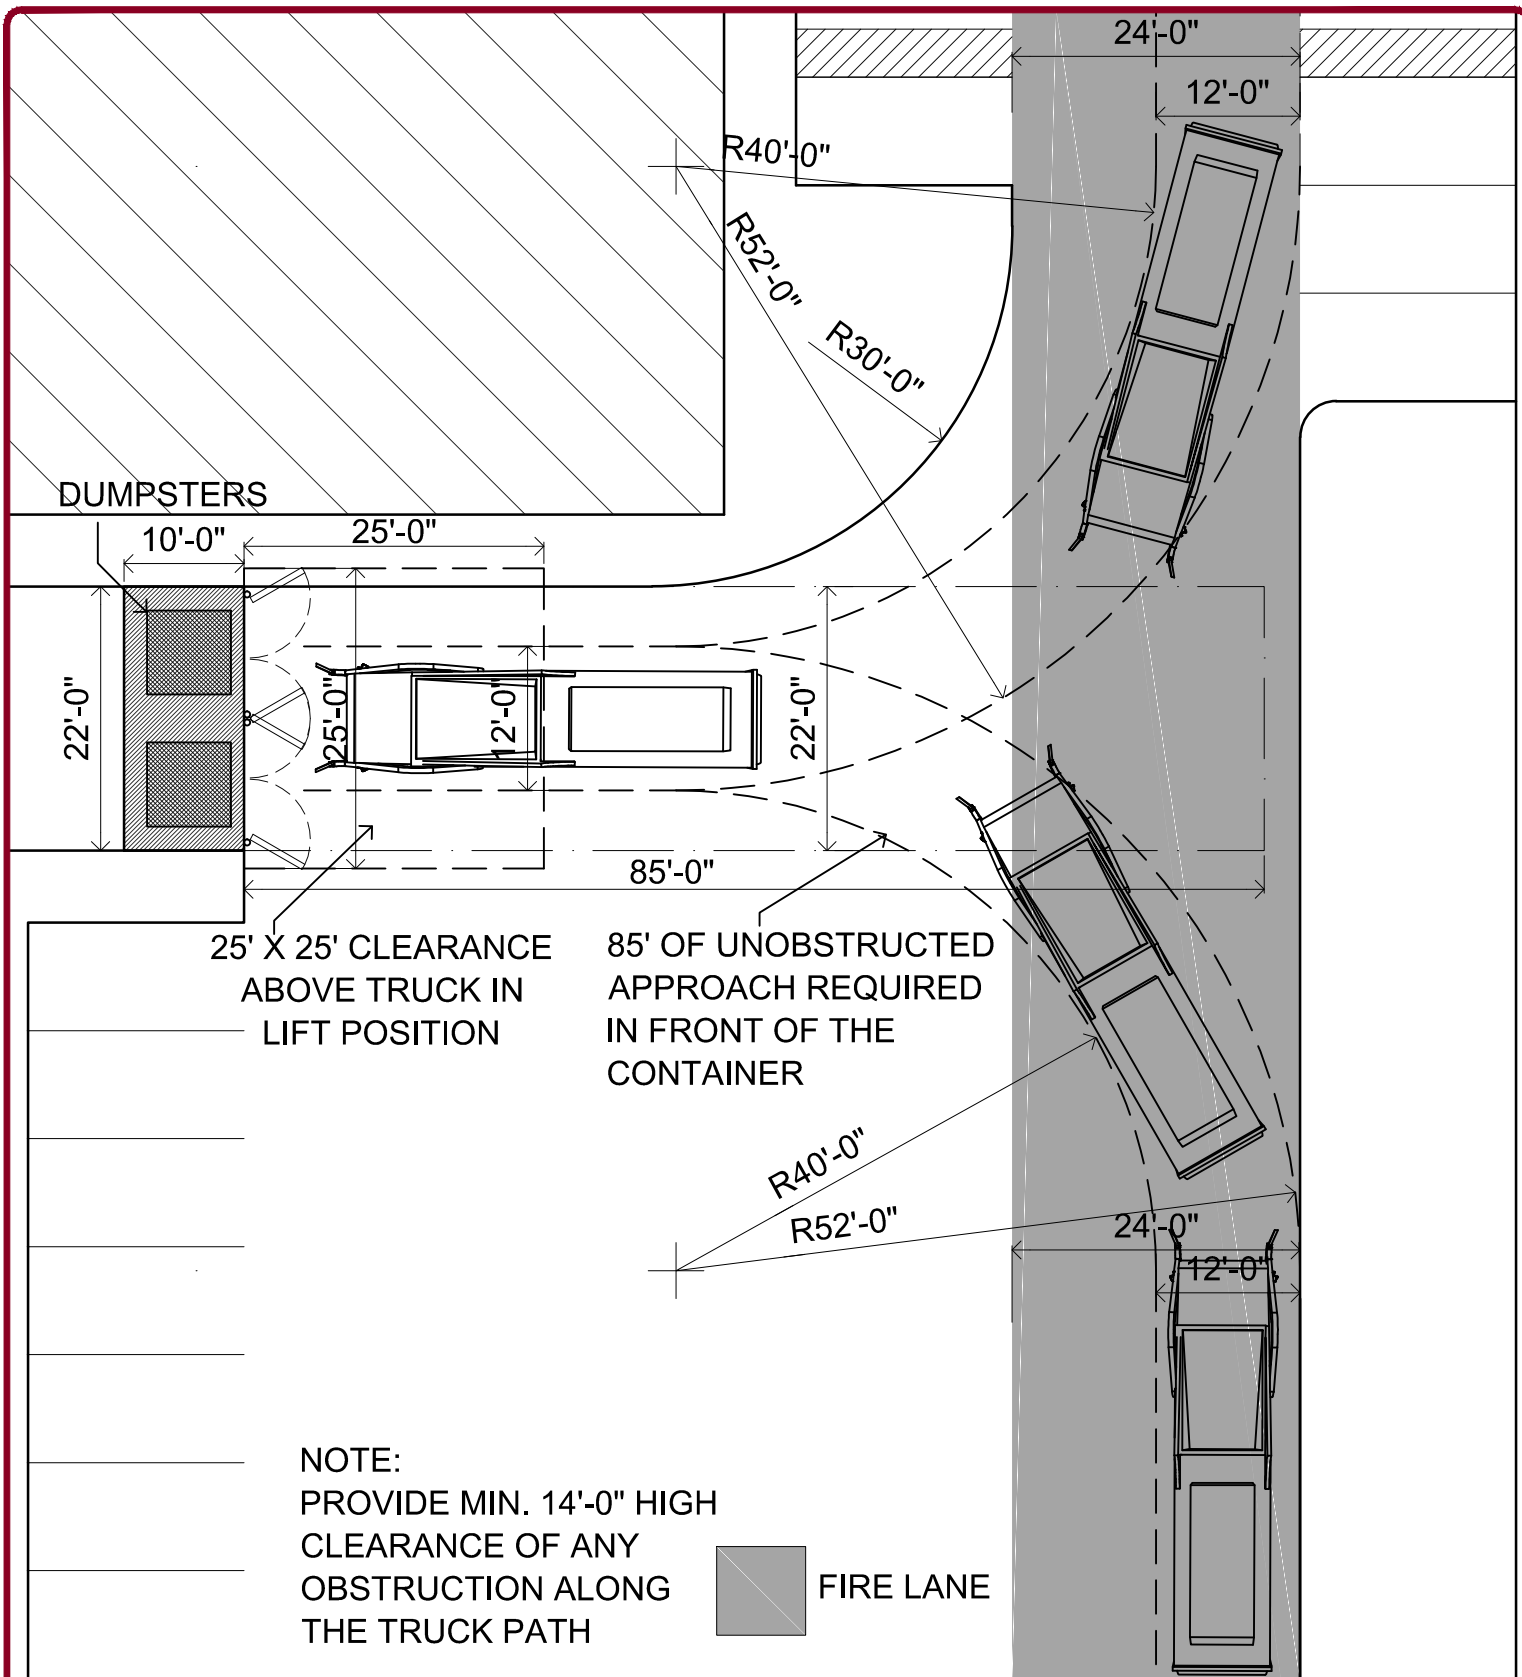 24'-0"
12'-0"
R40'-0"
R52'-0"
R30'-0"
DUMPSTERS
10'-0"
25'-0"
22'-0"
25'-0"
12'-0"
22'-0"
85'-0"
25' X 25' CLEARANCE
ABOVE TRUCK IN
LIFT POSITION
85' OF UNOBSTRUCTED
APPROACH REQUIRED
IN FRONT OF THE
CONTAINER
R40'-0"
R52'-0"
24'-0"
12'-0"
NOTE:
PROVIDE MIN. 14'-0" HIGH
CLEARANCE OF ANY
OBSTRUCTION ALONG
THE TRUCK PATH
FIRE LANE